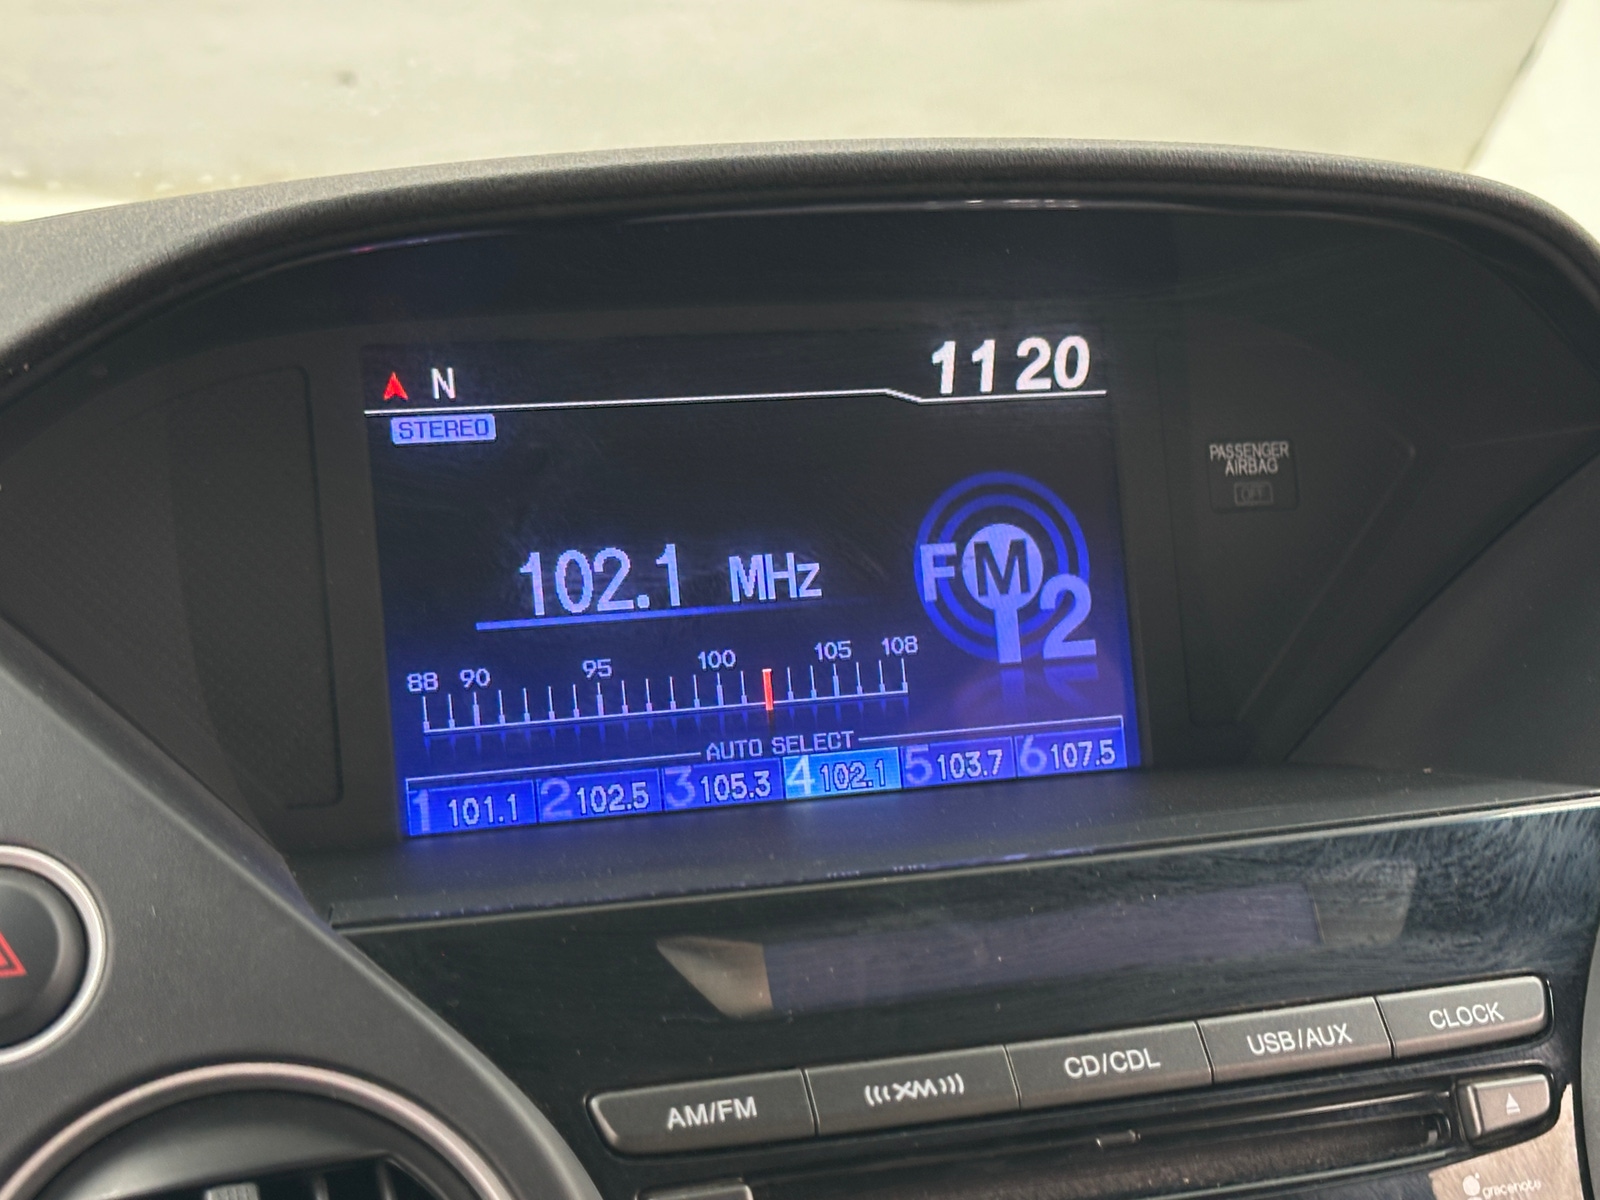 N
11 20
STEREO
PASSENGER
AIRBAG
OFF
102.1 MHz
FM2
88 90 95 100 105 108
AUTO SELECT
1 101.1 2 102.5 3 105.3 4 102.1 5 103.7 6 107.5
AM/FM (((XM))) CD/CDL USB/AUX CLOCK
gracenote